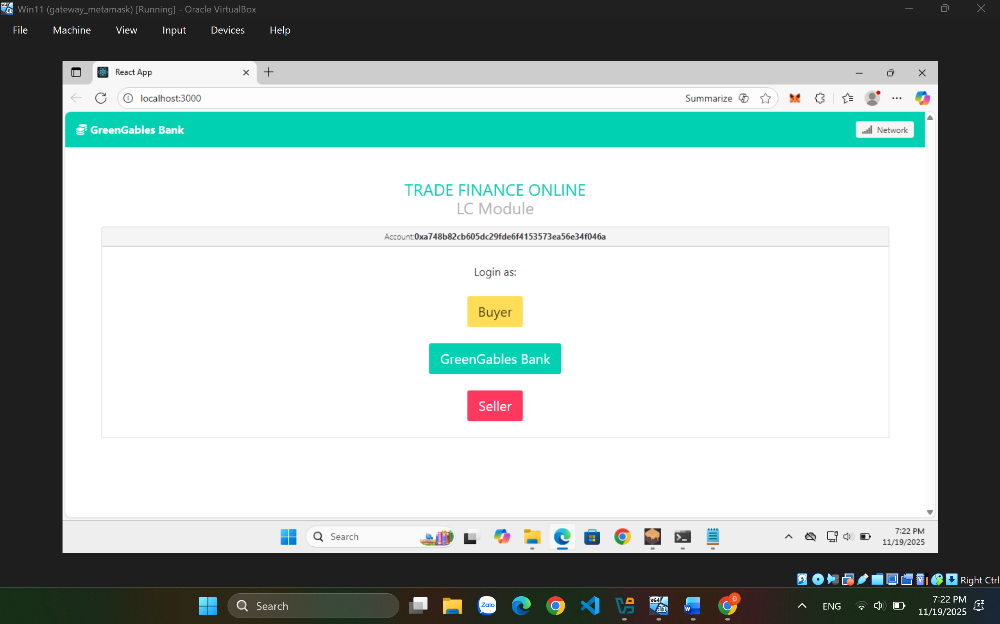 Win11 (gateway_metamask) [Running] - Oracle VirtualBox
File Machine View Input Devices Help
React App
localhost:3000 Summarize
GreenGables Bank Network
TRADE FINANCE ONLINE
LC Module
Account:0xa748b82cb605dc29fde6f4153573ea56e34f046a
Login as:
Buyer
GreenGables Bank
Seller
Search
7:22 PM
11/19/2025
Right Ctrl
Search
Zalo
x64
11
W
Đ
ENG
7:22 PM
11/19/2025